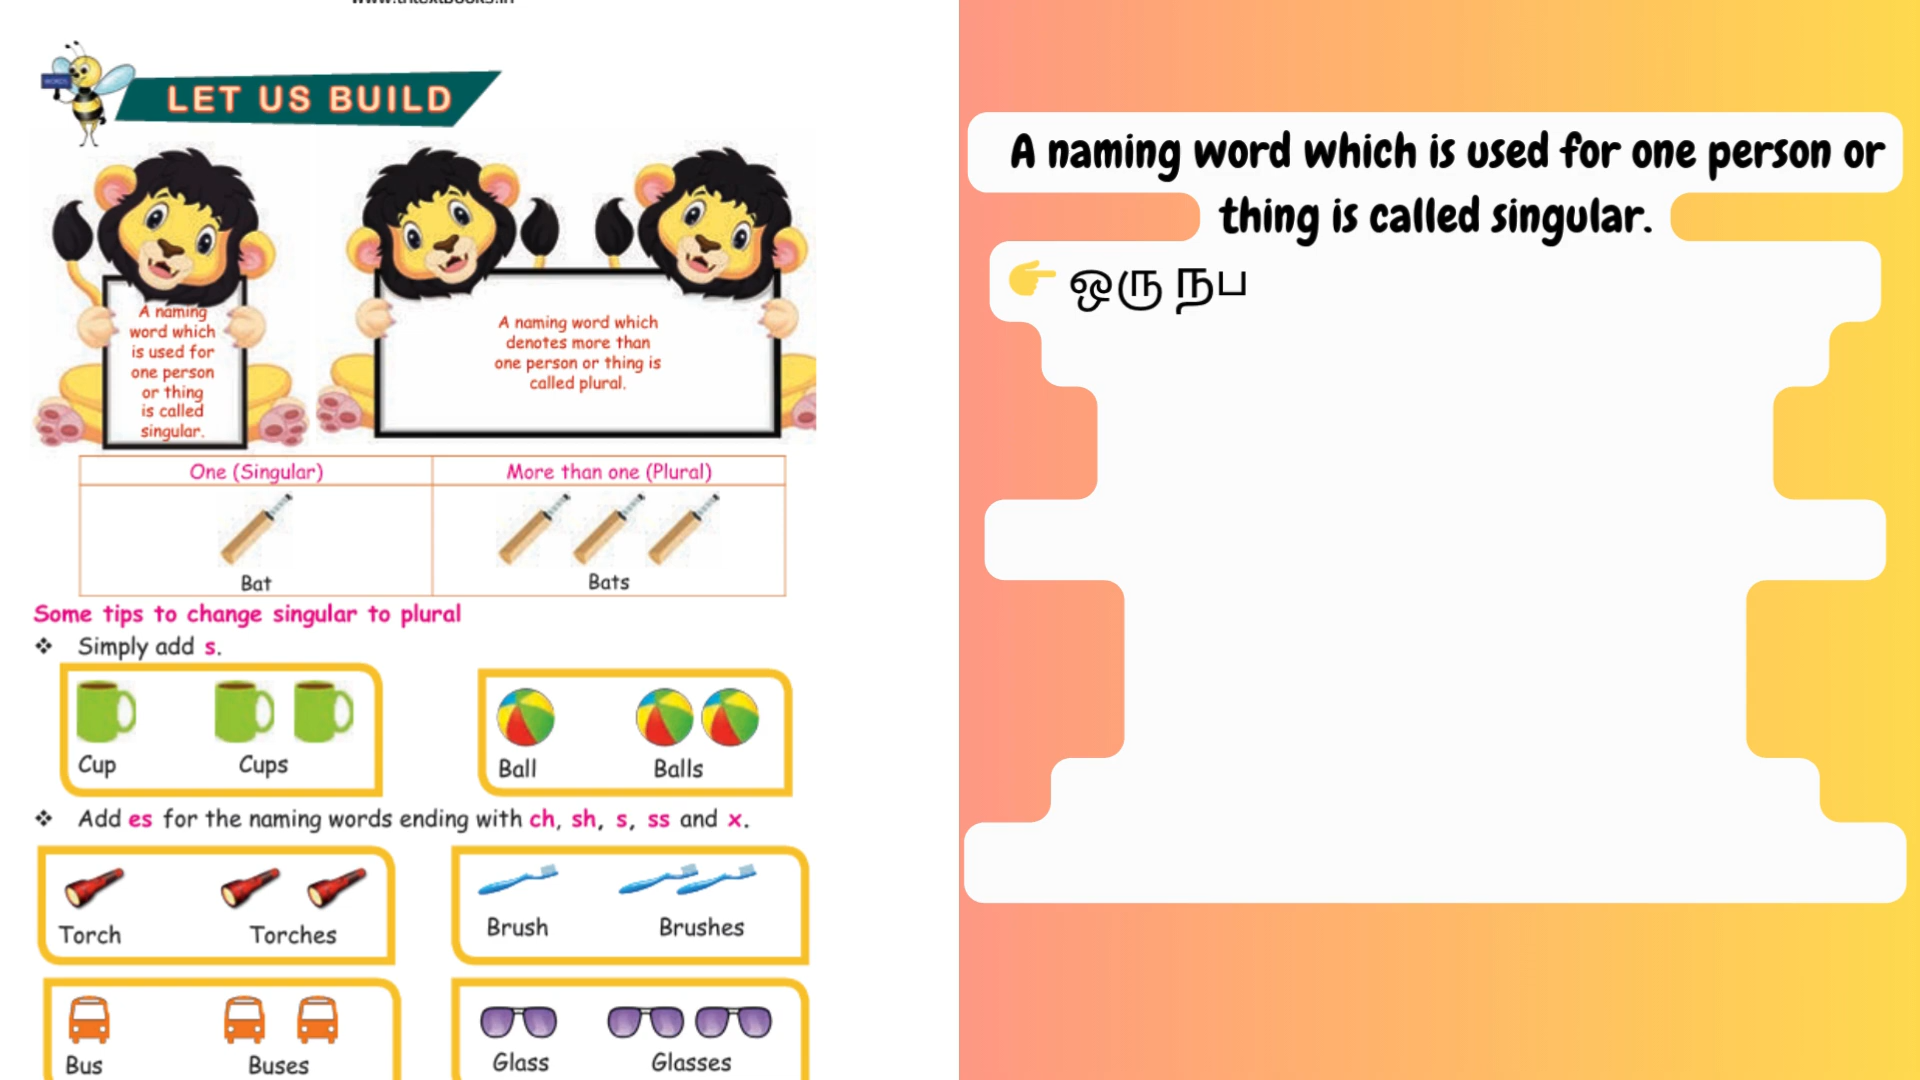 www.tntextbooks.in
WORDS
LET US BUILD
A naming
word which
is used for
one person
or thing
is called
singular.
A naming word which
denotes more than
one person or thing is
called plural.
One (Singular)
More than one (Plural)
Bat
Bats
Some tips to change singular to plural
❖ Simply add s.
Cup
Cups
Ball
Balls
❖ Add es for the naming words ending with ch, sh, s, ss and x.
Torch
Torches
Brush
Brushes
Bus
Buses
Glass
Glasses
A naming word which is used for one person or
thing is called singular.
👉 ஒரு நப